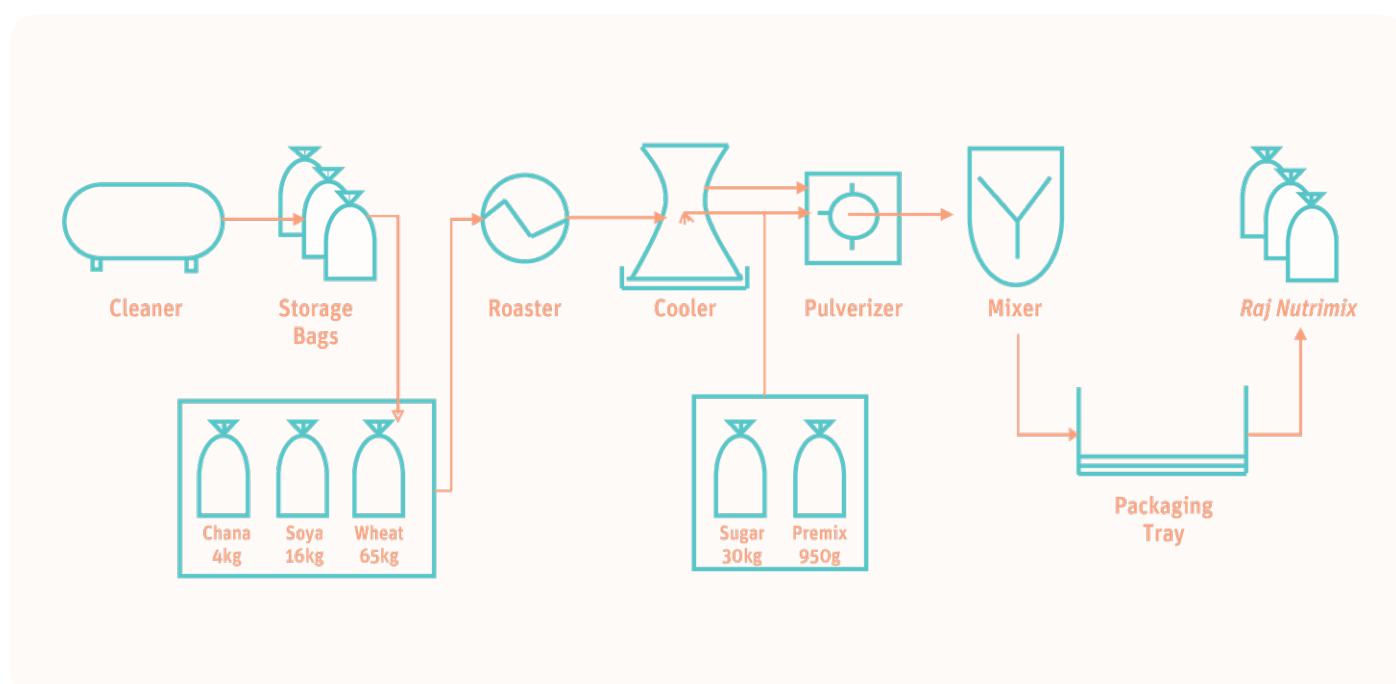 Cleaner
Storage
Bags
Roaster
Cooler
Pulverizer
Mixer
Raj Nutrimix
Chana
4kg
Soya
16kg
Wheat
65kg
Sugar
30kg
Premix
950g
Packaging
Tray